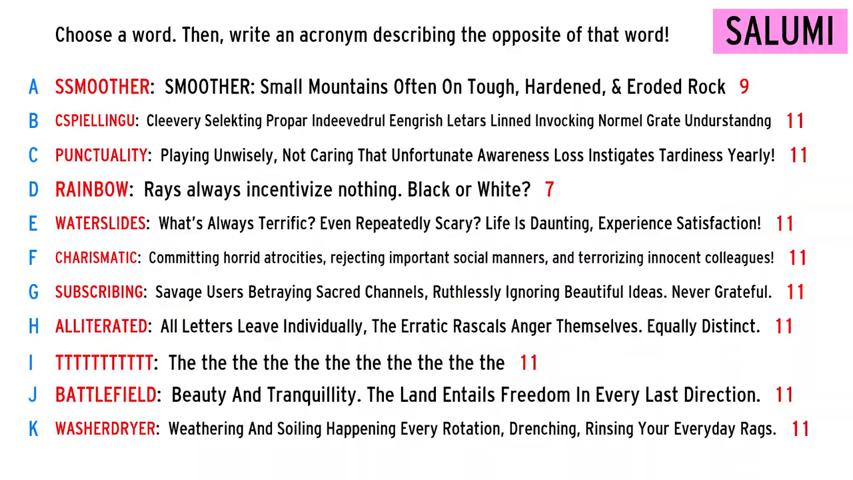 Choose a word. Then, write an acronym describing the opposite of that word!
SALUMI
A SSMOOTHER: SMOOTHER: Small Mountains Often On Tough, Hardened, & Eroded Rock 9
B CSPIELLINGU: Cleevery Selekting Propar Indeevedrul Eengrish Letars Linned Invocking Normel Grate Undurstandng 11
C PUNCTUALITY: Playing Unwisely, Not Caring That Unfortunate Awareness Loss Instigates Tardiness Yearly! 11
D RAINBOW: Rays always incentivize nothing. Black or White? 7
E WATERSLIDES: What's Always Terrific? Even Repeatedly Scary? Life Is Daunting, Experience Satisfaction! 11
F CHARISMATIC: Committing horrid atrocities, rejecting important social manners, and terrorizing innocent colleagues! 11
G SUBSCRIBING: Savage Users Betraying Sacred Channels, Ruthlessly Ignoring Beautiful Ideas. Never Grateful. 11
H ALLITERATED: All Letters Leave Individually, The Erratic Rascals Anger Themselves. Equally Distinct. 11
I TTTTTTTTTTT: The the the the the the the the the the the 11
J BATTLEFIELD: Beauty And Tranquillity. The Land Entails Freedom In Every Last Direction. 11
K WASHERDRYER: Weathering And Soiling Happening Every Rotation, Drenching, Rinsing Your Everyday Rags. 11